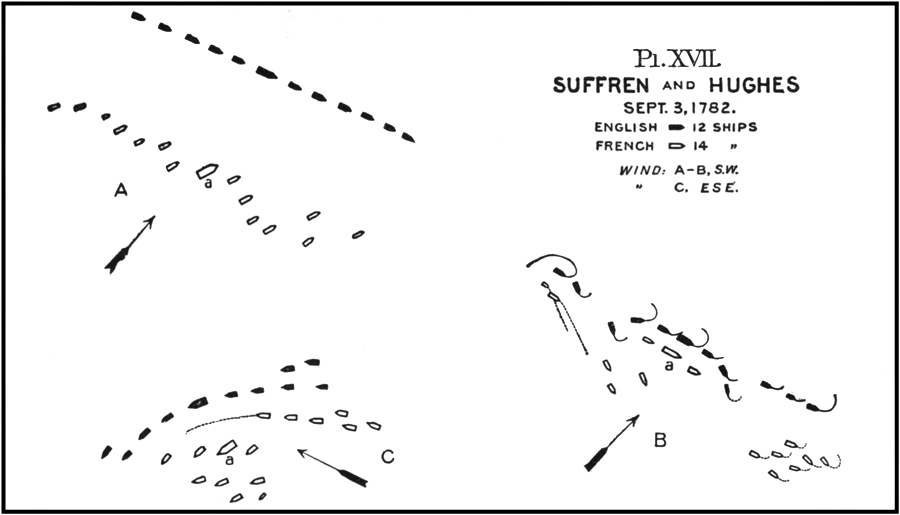 Pl. XVII.
SUFFREN AND HUGHES
SEPT. 3, 1782.
ENGLISH 12 SHIPS
FRENCH 14 "
WIND: A-B, S.W.
" C. ESE.
a
A
a
B
a
C